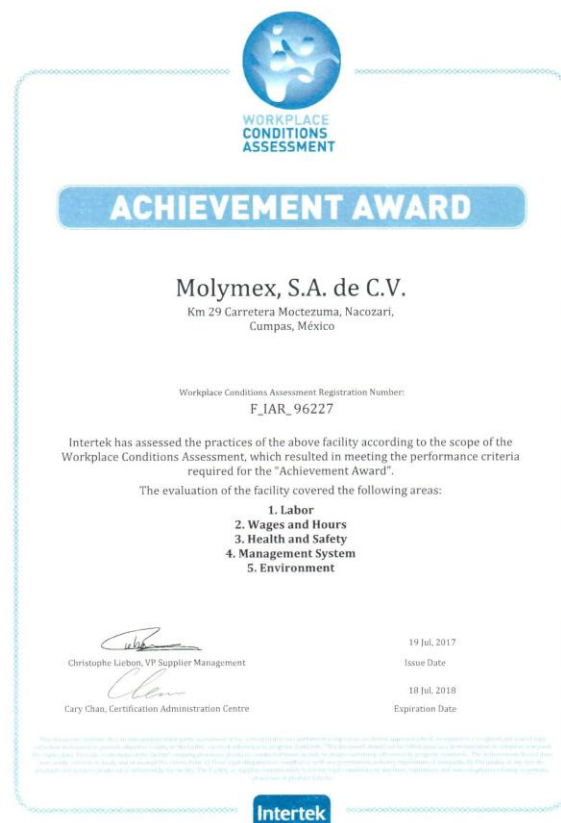 WORKPLACE
CONDITIONS
ASSESSMENT
ACHIEVEMENT AWARD
Molymex, S.A. de C.V.
Km 29 Carretera Moctezuma, Nacozari,
Cumpas, México
Workplace Conditions Assessment Registration Number:
F_IAR_ 96227
Intertek has assessed the practices of the above facility according to the scope of the
Workplace Conditions Assessment, which resulted in meeting the performance criteria
required for the "Achievement Award".
The evaluation of the facility covered the following areas:
1. Labor
2. Wages and Hours
3. Health and Safety
4. Management System
5. Environment
19 Jul, 2017
Christophe Liebon, VP Supplier Management
Issue Date
18 Jul, 2018
Cary Chan, Certification Administration Centre
Expiration Date
Intertek